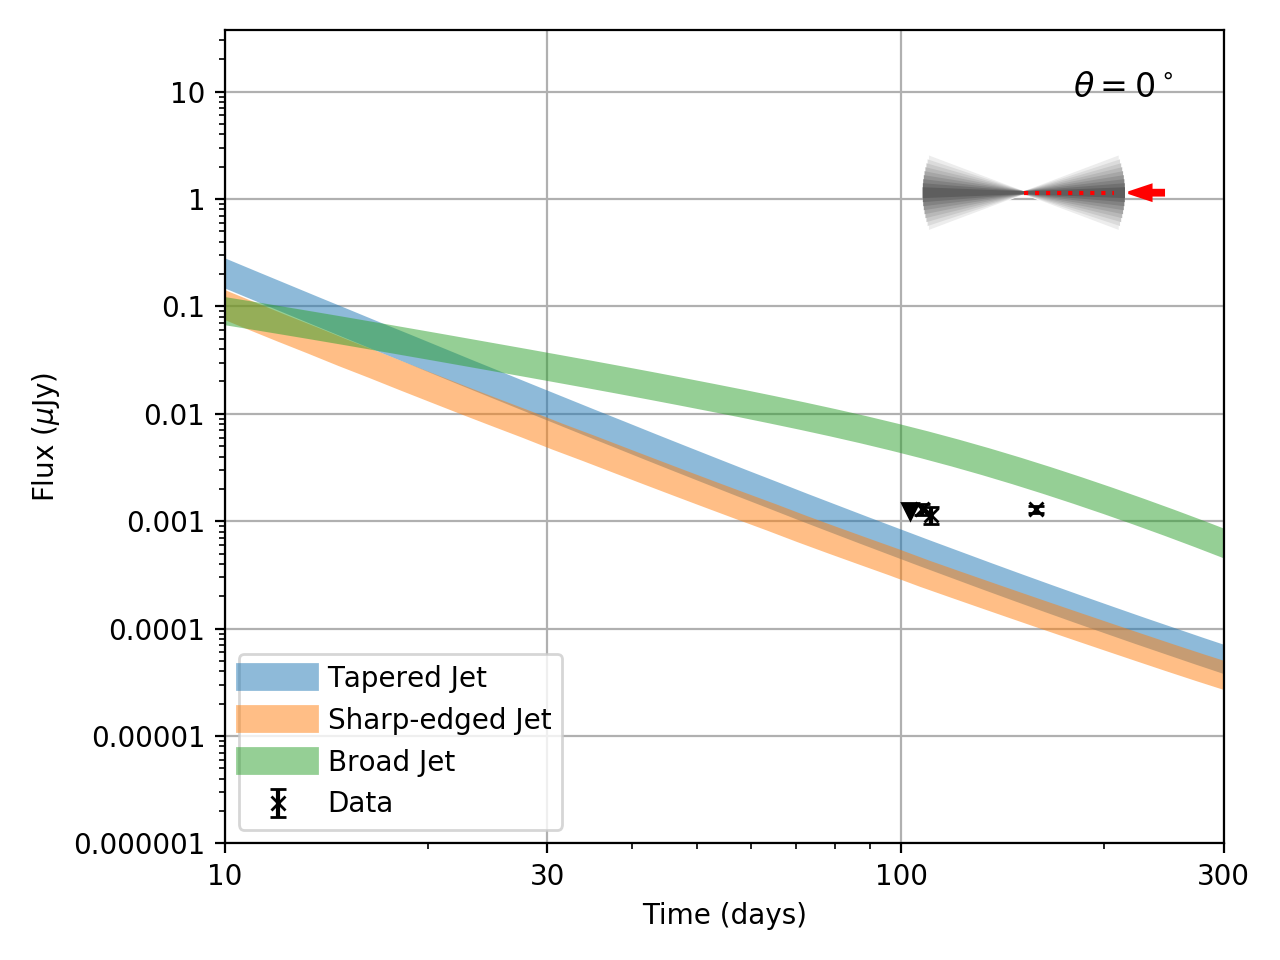 θ = 0°
10
1
0.1
0.01
0.001
0.0001
0.00001
0.000001
Flux (μJy)
Tapered Jet
Sharp-edged Jet
Broad Jet
Data
10 30 100 300
Time (days)